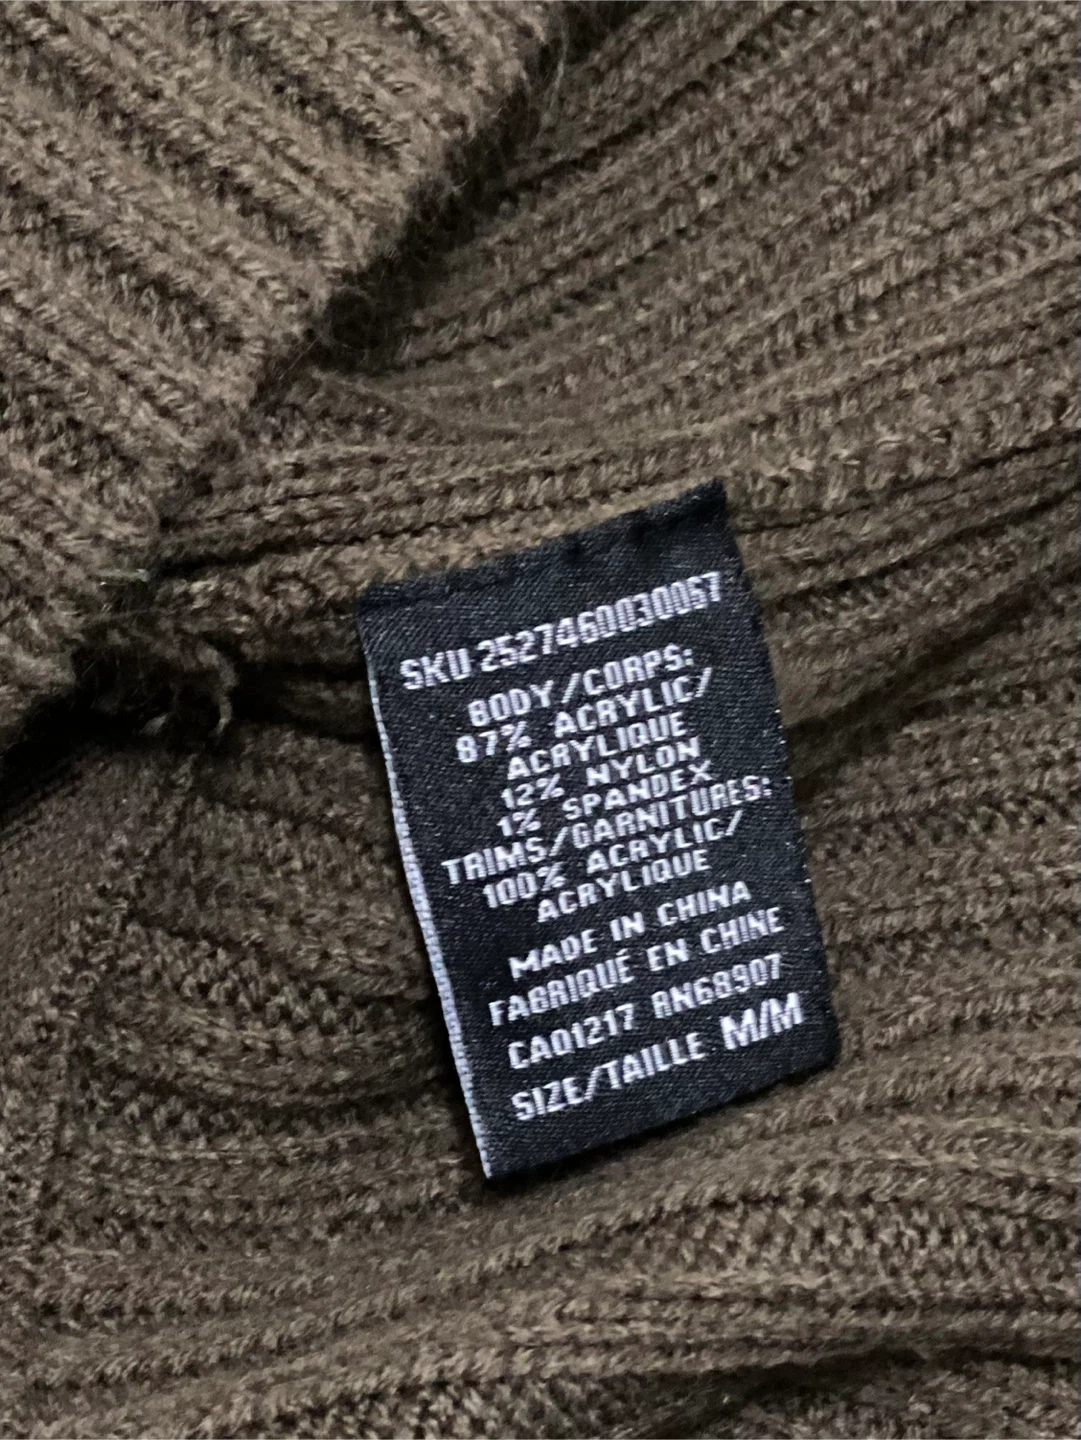 SKU 2527460030067
BODY/CORPS:
87% ACRYLIC/
ACRYLIQUE
12% NYLON
1% SPANDEX
TRIMS/GARNITURES:
100% ACRYLIC/
ACRYLIQUE
MADE IN CHINA
FABRIQUÉ EN CHINE
CA01217 RN68907
SIZE/TAILLE M/M